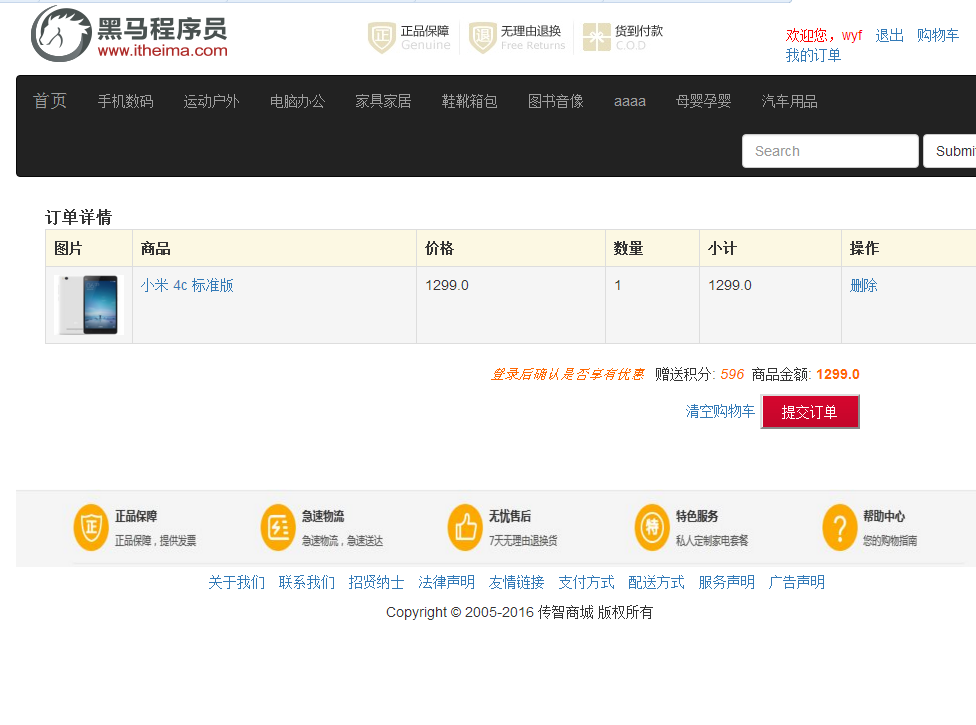 黑马程序员
www.itheima.com
正品保障
Genuine
无理由退换
Free Returns
货到付款
C.O.D
欢迎您，wyf 退出 购物车
我的订单
首页 手机数码 运动户外 电脑办公 家具家居 鞋靴箱包 图书音像 aaaa 母婴孕婴 汽车用品
Search Submi
订单详情
图片 商品 价格 数量 小计 操作
小米 4c 标准版 1299.0 1 1299.0 删除
登录后确认是否享有优惠 赠送积分: 596 商品金额: 1299.0
清空购物车 提交订单
正 正品保障
正品保障，提供发票
急速物流
急速物流，急速送达
无忧售后
7天无理由退换货
特 特色服务
私人定制家电套餐
? 帮助中心
您的购物指南
关于我们 联系我们 招贤纳士 法律声明 友情链接 支付方式 配送方式 服务声明 广告声明
Copyright © 2005-2016 传智商城 版权所有